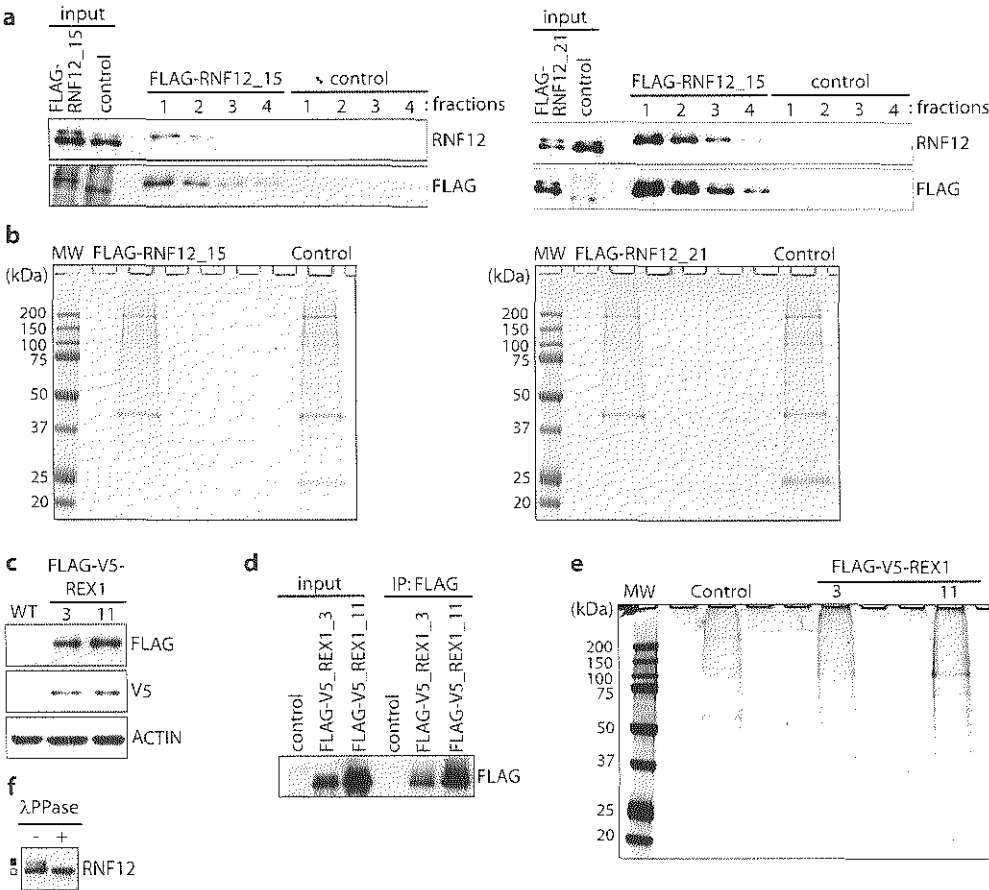 a
input
FLAG-
RNF12_15
control
FLAG-RNF12_15
control
1 2 3 4 1 2 3 4 : fractions
RNF12
FLAG
input
FLAG-
RNF12_21
control
FLAG-RNF12_15
control
1 2 3 4 1 2 3 4 : fractions
RNF12
FLAG
b
MW FLAG-RNF12_15 Control
(kDa)
200
150
100
75
50
37
25
20
MW FLAG-RNF12_21 Control
(kDa)
200
150
100
75
50
37
25
20
c
FLAG-V5-
REX1
WT 3 11
FLAG
V5
ACTIN
d
input IP: FLAG
control
FLAG-V5_REX1_3
FLAG-V5_REX1_11
control
FLAG-V5_REX1_3
FLAG-V5_REX1_11
FLAG
e
FLAG-V5-REX1
MW Control 3 11
(kDa)
200
150
100
75
50
37
25
20
f
λPPase
- +
RNF12